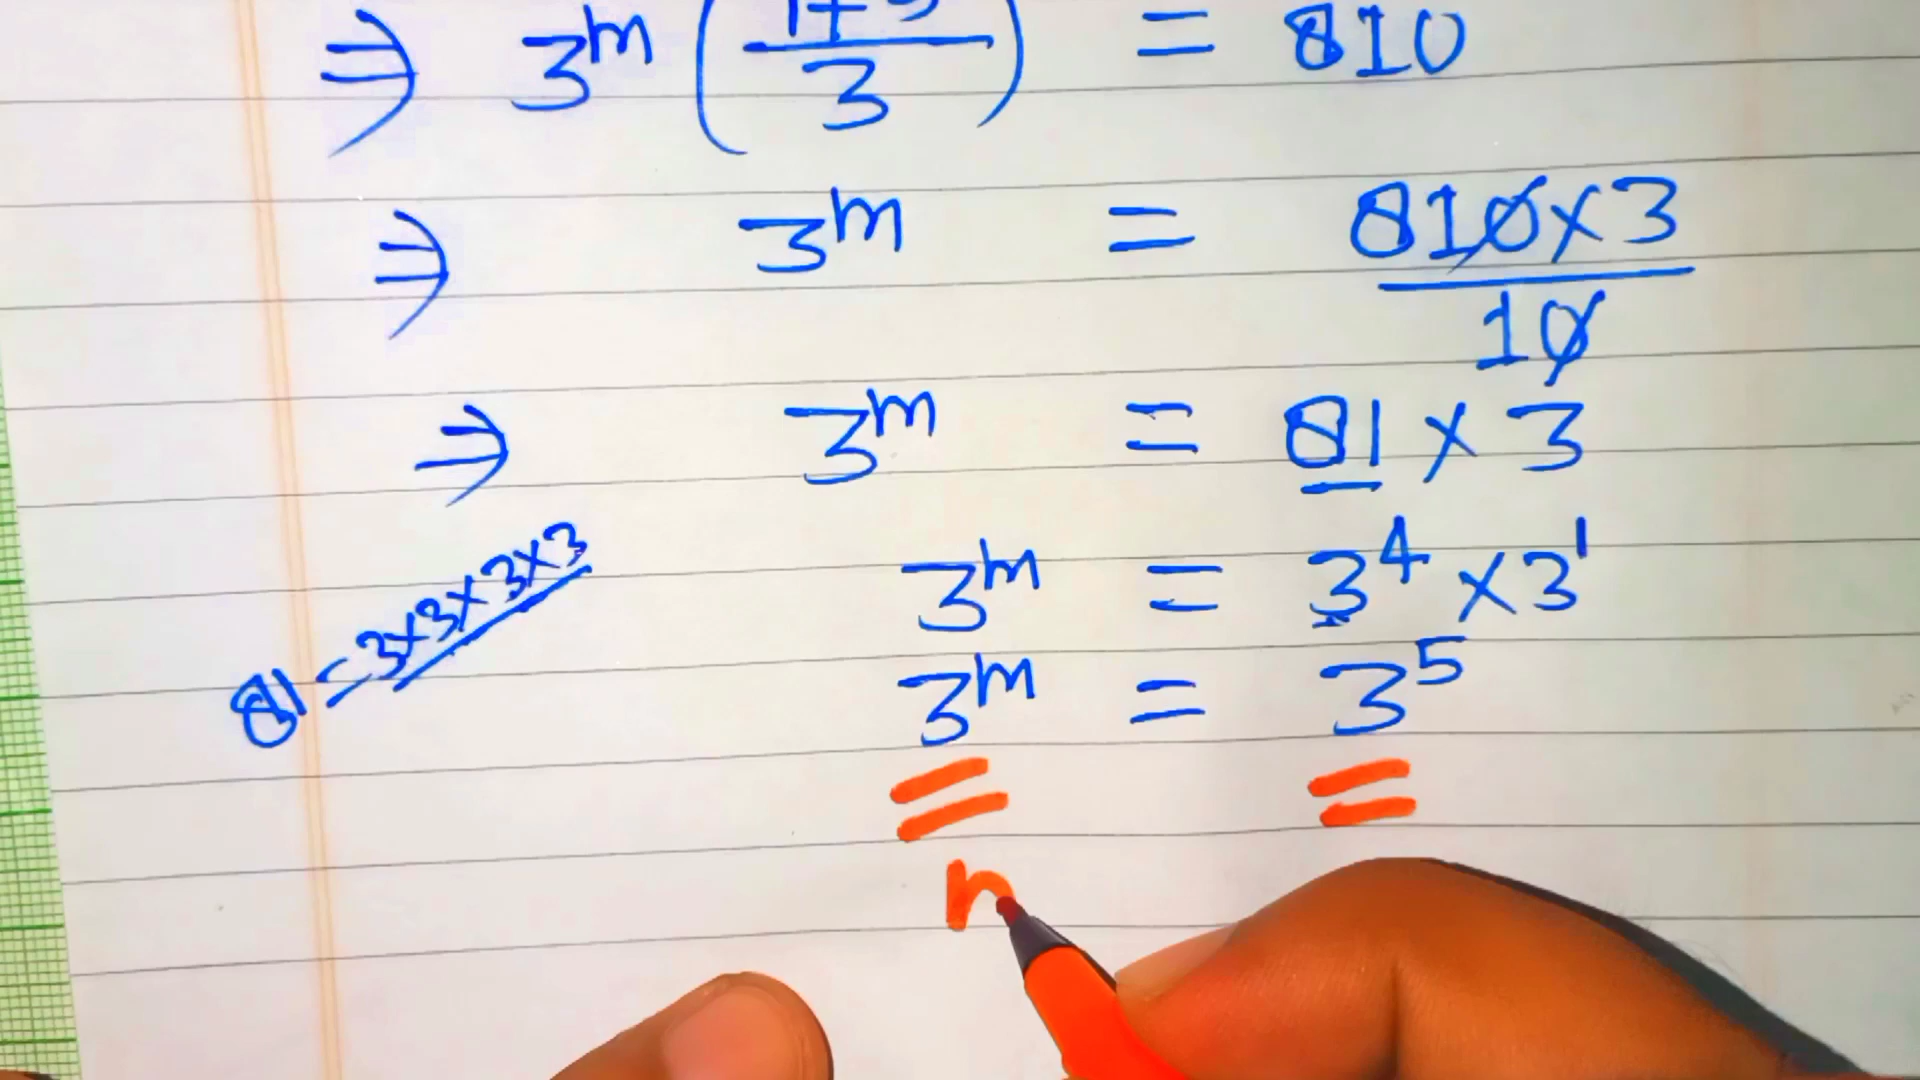 ⇒ 3^m (1+9/3) = 810
⇒ 3^m = 810×3/10
⇒ 3^m = 81 × 3
81 = 3×3×3×3
3^m = 3^4 × 3^1
3^m = 3^5